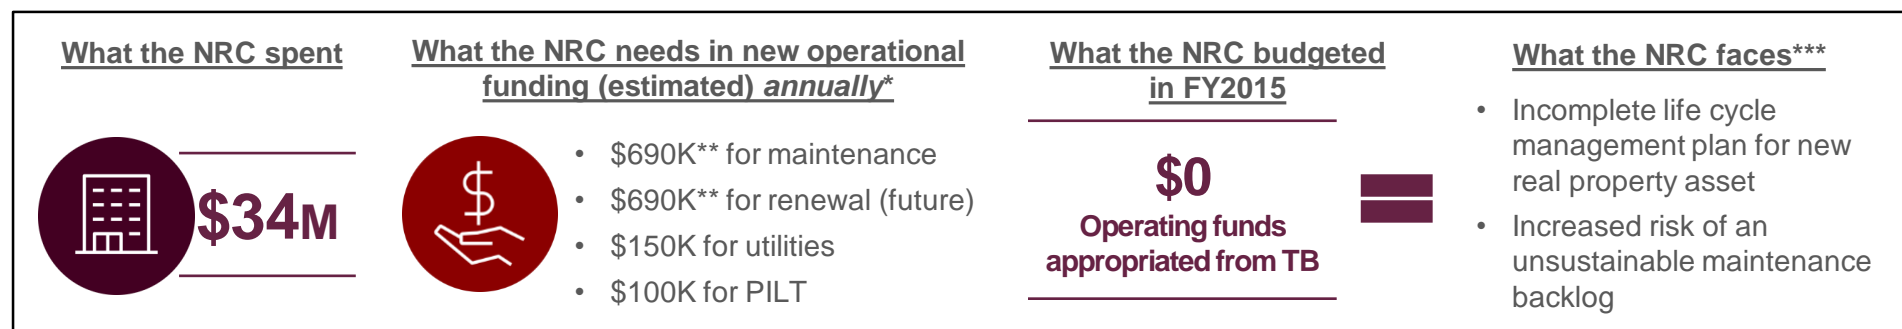 What the NRC spent
$34M
What the NRC needs in new operational
funding (estimated) annually*
• $690K** for maintenance
• $690K** for renewal (future)
• $150K for utilities
• $100K for PILT
What the NRC budgeted
in FY2015
$0
Operating funds
appropriated from TB
What the NRC faces***
• Incomplete life cycle
management plan for new
real property asset
• Increased risk of an
unsustainable maintenance
backlog